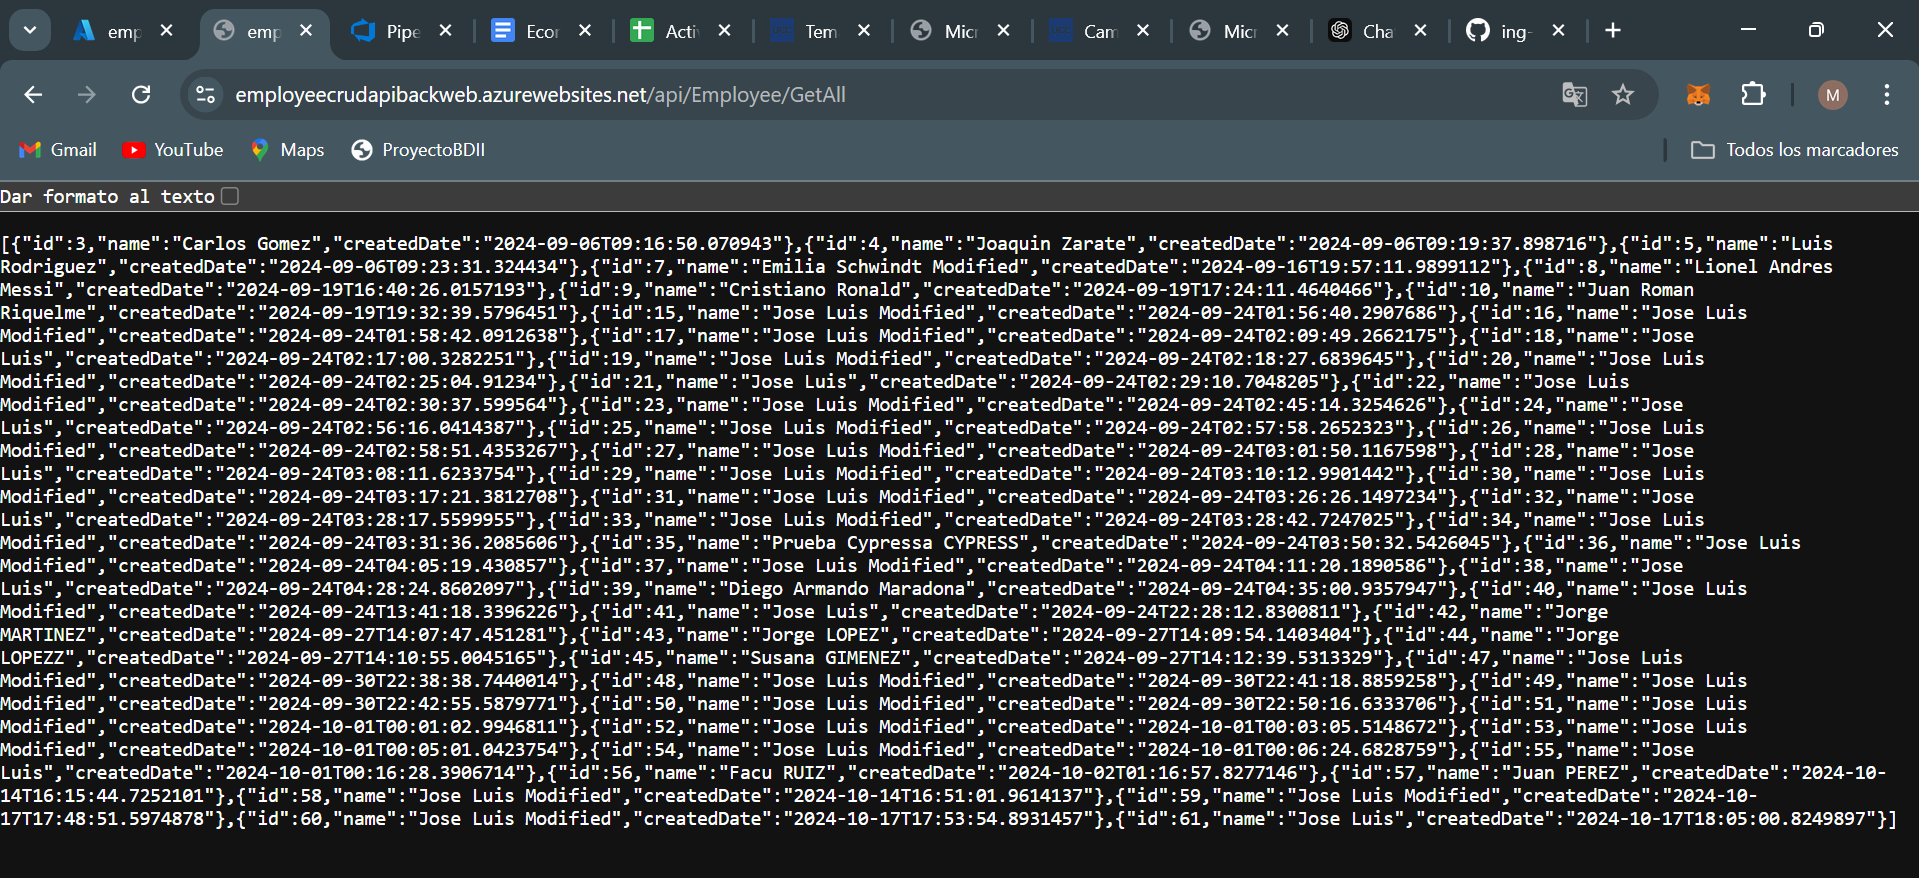 emp
emp
Pipe
Econ
Activ
Tem
Micr
Cam
Micr
Cha
ing-
employeecrudapibackweb.azurewebsites.net/api/Employee/GetAll
M
Gmail
YouTube
Maps
ProyectoBDII
Todos los marcadores
Dar formato al texto
[{"id":3,"name":"Carlos Gomez","createdDate":"2024-09-06T09:16:50.070943"},{"id":4,"name":"Joaquin Zarate","createdDate":"2024-09-06T09:19:37.898716"},{"id":5,"name":"Luis
Rodriguez","createdDate":"2024-09-06T09:23:31.324434"},{"id":7,"name":"Emilia Schwindt Modified","createdDate":"2024-09-16T19:57:11.9899112"},{"id":8,"name":"Lionel Andres
Messi","createdDate":"2024-09-19T16:40:26.0157193"},{"id":9,"name":"Cristiano Ronald","createdDate":"2024-09-19T17:24:11.4640466"},{"id":10,"name":"Juan Roman
Riquelme","createdDate":"2024-09-19T19:32:39.5796451"},{"id":15,"name":"Jose Luis Modified","createdDate":"2024-09-24T01:56:40.2907686"},{"id":16,"name":"Jose Luis
Modified","createdDate":"2024-09-24T01:58:42.0912638"},{"id":17,"name":"Jose Luis Modified","createdDate":"2024-09-24T02:09:49.2662175"},{"id":18,"name":"Jose
Luis","createdDate":"2024-09-24T02:17:00.3282251"},{"id":19,"name":"Jose Luis Modified","createdDate":"2024-09-24T02:18:27.6839645"},{"id":20,"name":"Jose Luis
Modified","createdDate":"2024-09-24T02:25:04.91234"},{"id":21,"name":"Jose Luis","createdDate":"2024-09-24T02:29:10.7048205"},{"id":22,"name":"Jose Luis
Modified","createdDate":"2024-09-24T02:30:37.599564"},{"id":23,"name":"Jose Luis Modified","createdDate":"2024-09-24T02:45:14.3254626"},{"id":24,"name":"Jose
Luis","createdDate":"2024-09-24T02:56:16.0414387"},{"id":25,"name":"Jose Luis Modified","createdDate":"2024-09-24T02:57:58.2652323"},{"id":26,"name":"Jose Luis
Modified","createdDate":"2024-09-24T02:58:51.4353267"},{"id":27,"name":"Jose Luis Modified","createdDate":"2024-09-24T03:01:50.1167598"},{"id":28,"name":"Jose
Luis","createdDate":"2024-09-24T03:08:11.6233754"},{"id":29,"name":"Jose Luis Modified","createdDate":"2024-09-24T03:10:12.9901442"},{"id":30,"name":"Jose Luis
Modified","createdDate":"2024-09-24T03:17:21.3812708"},{"id":31,"name":"Jose Luis Modified","createdDate":"2024-09-24T03:26:26.1497234"},{"id":32,"name":"Jose
Luis","createdDate":"2024-09-24T03:28:17.5599955"},{"id":33,"name":"Jose Luis Modified","createdDate":"2024-09-24T03:28:42.7247025"},{"id":34,"name":"Jose Luis
Modified","createdDate":"2024-09-24T03:31:36.2085606"},{"id":35,"name":"Prueba Cypressa CYPRESS","createdDate":"2024-09-24T03:50:32.5426045"},{"id":36,"name":"Jose Luis
Modified","createdDate":"2024-09-24T04:05:19.430857"},{"id":37,"name":"Jose Luis Modified","createdDate":"2024-09-24T04:11:20.1890586"},{"id":38,"name":"Jose
Luis","createdDate":"2024-09-24T04:28:24.8602097"},{"id":39,"name":"Diego Armando Maradona","createdDate":"2024-09-24T04:35:00.9357947"},{"id":40,"name":"Jose Luis
Modified","createdDate":"2024-09-24T13:41:18.3396226"},{"id":41,"name":"Jose Luis","createdDate":"2024-09-24T22:28:12.8300811"},{"id":42,"name":"Jorge
MARTINEZ","createdDate":"2024-09-27T14:07:47.451281"},{"id":43,"name":"Jorge LOPEZ","createdDate":"2024-09-27T14:09:54.1403404"},{"id":44,"name":"Jorge
LOPEZZ","createdDate":"2024-09-27T14:10:55.0045165"},{"id":45,"name":"Susana GIMENEZ","createdDate":"2024-09-27T14:12:39.5313329"},{"id":47,"name":"Jose Luis
Modified","createdDate":"2024-09-30T22:38:38.7440014"},{"id":48,"name":"Jose Luis Modified","createdDate":"2024-09-30T22:41:18.8859258"},{"id":49,"name":"Jose Luis
Modified","createdDate":"2024-09-30T22:42:55.5879771"},{"id":50,"name":"Jose Luis Modified","createdDate":"2024-09-30T22:50:16.6333706"},{"id":51,"name":"Jose Luis
Modified","createdDate":"2024-10-01T00:01:02.9946811"},{"id":52,"name":"Jose Luis Modified","createdDate":"2024-10-01T00:03:05.5148672"},{"id":53,"name":"Jose Luis
Modified","createdDate":"2024-10-01T00:05:01.0423754"},{"id":54,"name":"Jose Luis Modified","createdDate":"2024-10-01T00:06:24.6828759"},{"id":55,"name":"Jose
Luis","createdDate":"2024-10-01T00:16:28.3906714"},{"id":56,"name":"Facu RUIZ","createdDate":"2024-10-02T01:16:57.8277146"},{"id":57,"name":"Juan PEREZ","createdDate":"2024-10-
14T16:15:44.7252101"},{"id":58,"name":"Jose Luis Modified","createdDate":"2024-10-14T16:51:01.9614137"},{"id":59,"name":"Jose Luis Modified","createdDate":"2024-10-
17T17:48:51.5974878"},{"id":60,"name":"Jose Luis Modified","createdDate":"2024-10-17T17:53:54.8931457"},{"id":61,"name":"Jose Luis","createdDate":"2024-10-17T18:05:00.8249897"}]